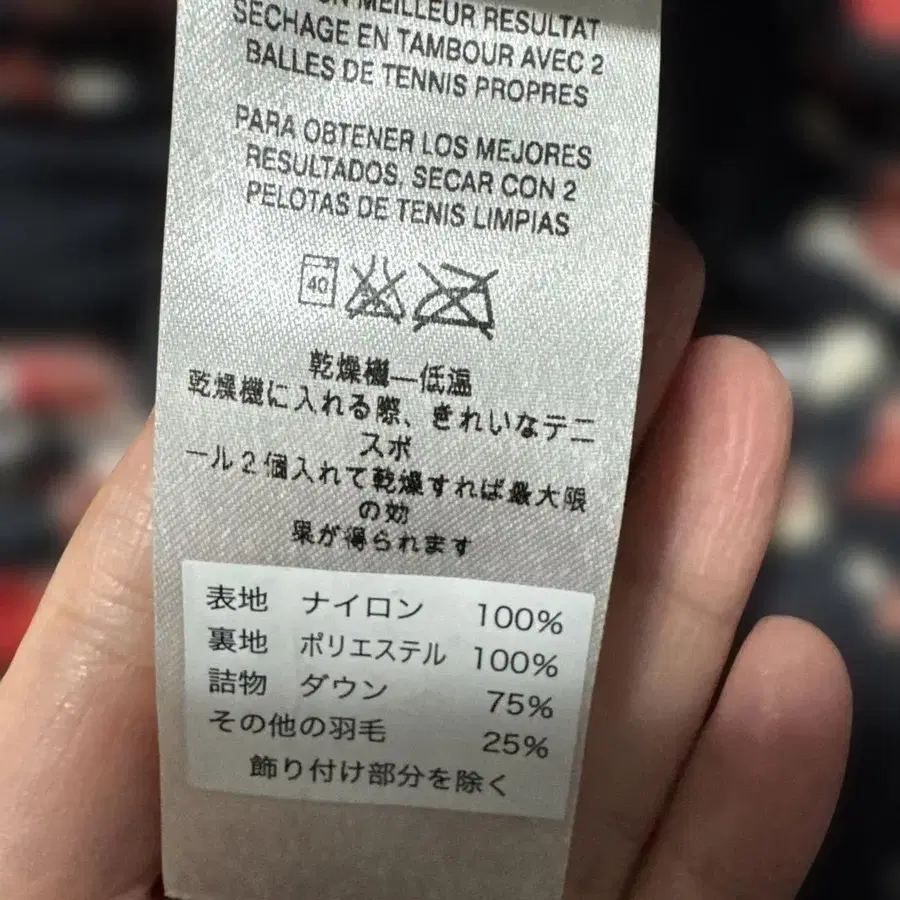 MEILLEUR RESULTAT
SECHAGE EN TAMBOUR AVEC 2
BALLES DE TENNIS PROPRES
PARA OBTENER LOS MEJORES
RESULTADOS, SECAR CON 2
PELOTAS DE TENIS LIMPIAS
40
乾燥機—低温
乾燥機に入れる際、きれいなテニ
スボ
ール2個入れて乾燥すれば最大限
の効
果が得られます
表地 ナイロン 100%
裏地 ポリエステル 100%
詰物 ダウン 75%
その他の羽毛 25%
飾り付け部分を除く